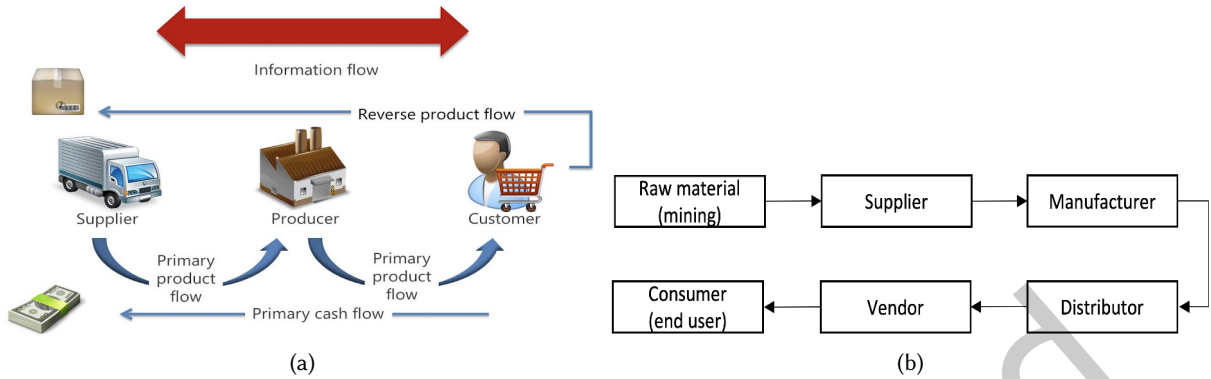 Information flow
Reverse product flow
Supplier
Producer
Customer
Primary
product
flow
Primary
product
flow
Primary cash flow
(a)
Raw material
(mining)
Supplier
Manufacturer
Consumer
(end user)
Vendor
Distributor
(b)